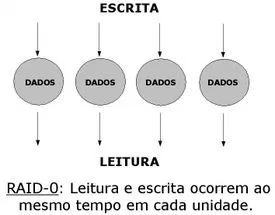 ESCRITA
DADOS DADOS DADOS DADOS
LEITURA
RAID-0: Leitura e escrita ocorrem ao
mesmo tempo em cada unidade.